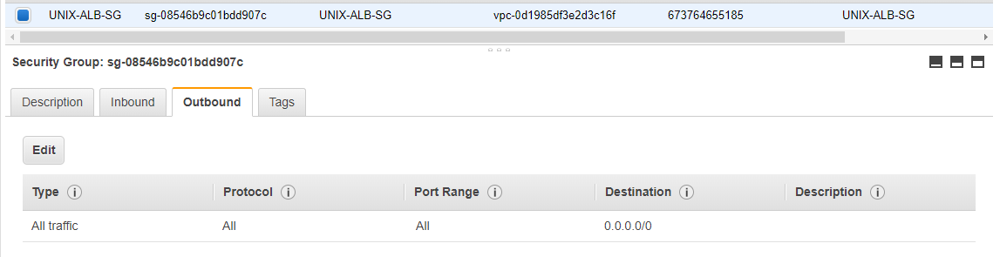 UNIX-ALB-SG sg-08546b9c01bdd907c UNIX-ALB-SG vpc-0d1985df3e2d3c16f 673764655185 UNIX-ALB-SG
Security Group: sg-08546b9c01bdd907c
Description Inbound Outbound Tags
Edit
Type i Protocol i Port Range i Destination i Description i
All traffic All All 0.0.0.0/0